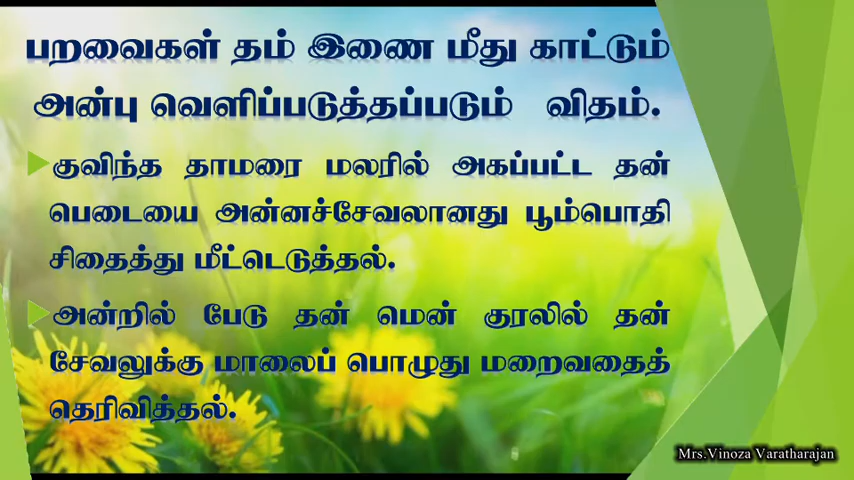 பறவைகள் தம் இணை மீது காட்டும்
அன்பு வெளிப்படுத்தப்படும் விதம்.
குவிந்த தாமரை மலரில் அகப்பட்ட தன்
பெடையை அன்னச்சேவலானது பூம்பொதி
சிதைத்து மீட்டெடுத்தல்.
அன்றில் பேடு தன் மென் குரலில் தன்
சேவலுக்கு மாலைப் பொழுது மறைவதைத்
தெரிவித்தல்.
Mrs.Vinoza Varatharajan